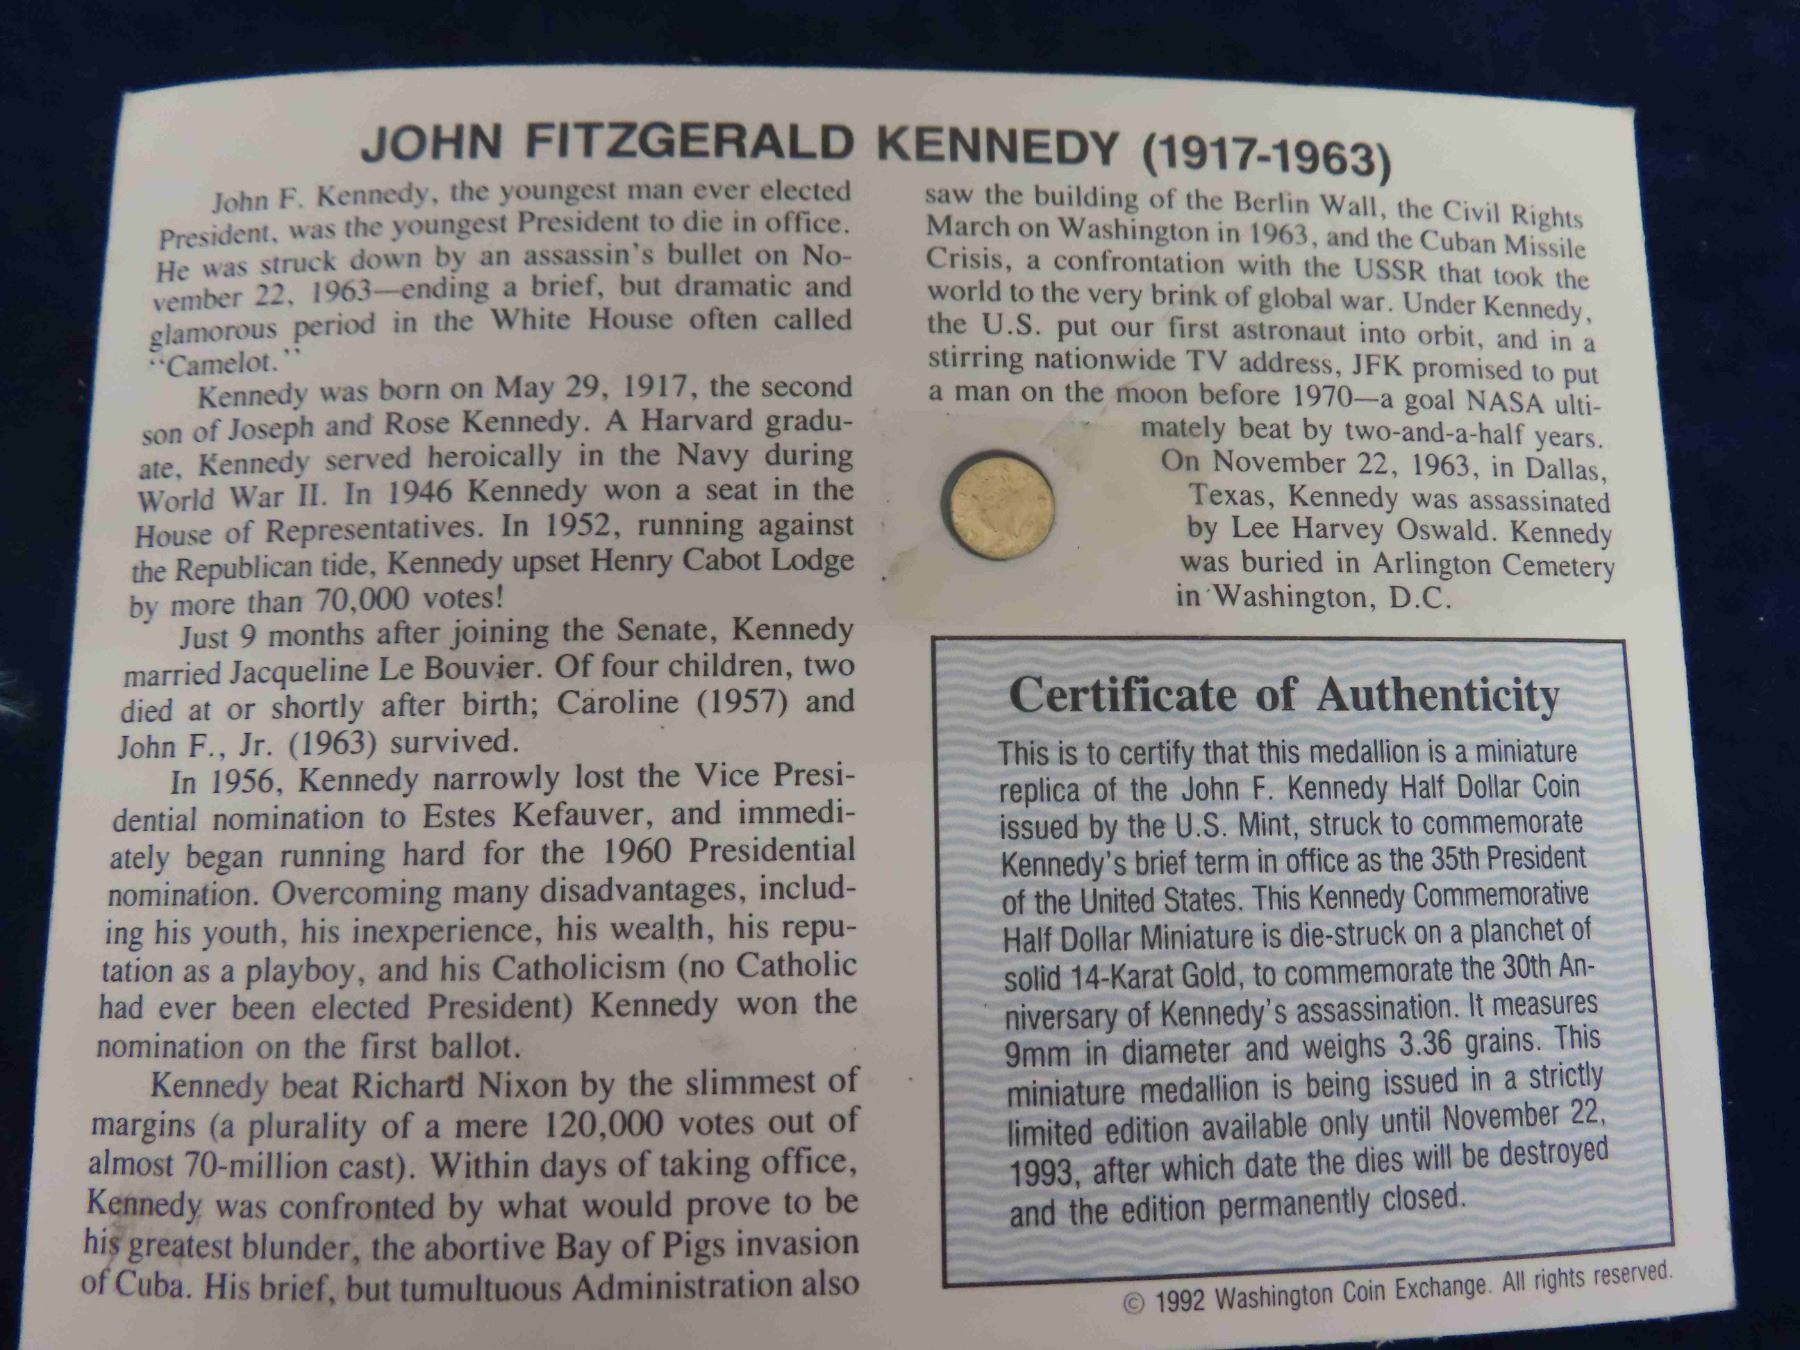 JOHN FITZGERALD KENNEDY (1917-1963)
John F. Kennedy, the youngest man ever elected
President, was the youngest President to die in office.
He was struck down by an assassin's bullet on No-
vember 22, 1963—ending a brief, but dramatic and
glamorous period in the White House often called
“Camelot.”
Kennedy was born on May 29, 1917, the second
son of Joseph and Rose Kennedy. A Harvard gradu-
ate, Kennedy served heroically in the Navy during
World War II. In 1946 Kennedy won a seat in the
House of Representatives. In 1952, running against
the Republican tide, Kennedy upset Henry Cabot Lodge
by more than 70,000 votes!
Just 9 months after joining the Senate, Kennedy
married Jacqueline Le Bouvier. Of four children, two
died at or shortly after birth; Caroline (1957) and
John F., Jr. (1963) survived.
In 1956, Kennedy narrowly lost the Vice Presi-
dential nomination to Estes Kefauver, and immedi-
ately began running hard for the 1960 Presidential
nomination. Overcoming many disadvantages, includ-
ing his youth, his inexperience, his wealth, his repu-
tation as a playboy, and his Catholicism (no Catholic
had ever been elected President) Kennedy won the
nomination on the first ballot.
Kennedy beat Richard Nixon by the slimmest of
margins (a plurality of a mere 120,000 votes out of
almost 70-million cast). Within days of taking office,
Kennedy was confronted by what would prove to be
his greatest blunder, the abortive Bay of Pigs invasion
of Cuba. His brief, but tumultuous Administration also
saw the building of the Berlin Wall, the Civil Rights
March on Washington in 1963, and the Cuban Missile
Crisis, a confrontation with the USSR that took the
world to the very brink of global war. Under Kennedy,
the U.S. put our first astronaut into orbit, and in a
stirring nationwide TV address, JFK promised to put
a man on the moon before 1970—a goal NASA ulti-
mately beat by two-and-a-half years.
On November 22, 1963, in Dallas,
Texas, Kennedy was assassinated
by Lee Harvey Oswald. Kennedy
was buried in Arlington Cemetery
in Washington, D.C.
Certificate of Authenticity
This is to certify that this medallion is a miniature
replica of the John F. Kennedy Half Dollar Coin
issued by the U.S. Mint, struck to commemorate
Kennedy's brief term in office as the 35th President
of the United States. This Kennedy Commemorative
Half Dollar Miniature is die-struck on a planchet of
solid 14-Karat Gold, to commemorate the 30th An-
niversary of Kennedy's assassination. It measures
9mm in diameter and weighs 3.36 grains. This
miniature medallion is being issued in a strictly
limited edition available only until November 22,
1993, after which date the dies will be destroyed
and the edition permanently closed.
© 1992 Washington Coin Exchange. All rights reserved.